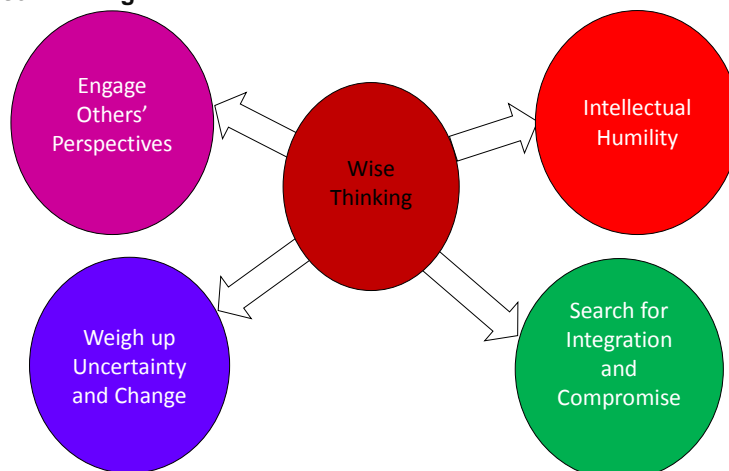 Engage
Others’
Perspectives
Intellectual
Humility
Wise
Thinking
Weigh up
Uncertainty
and Change
Search for
Integration
and
Compromise